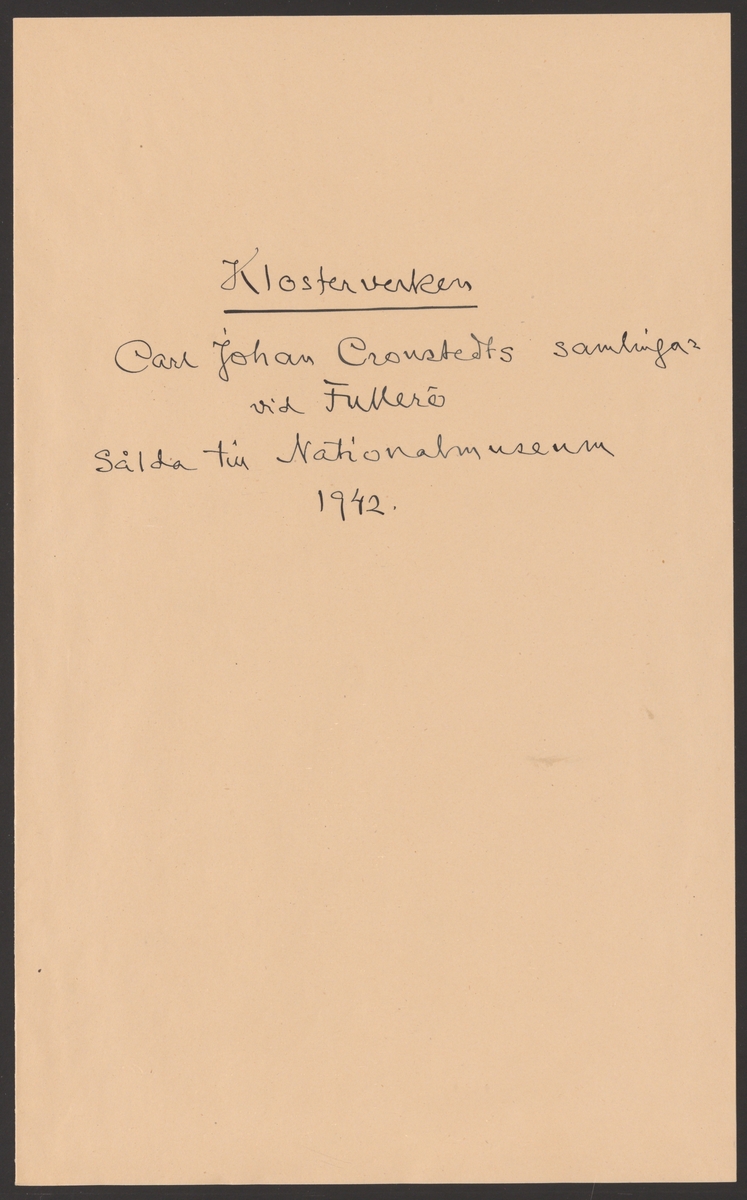 Klosterverken
Carl Johan Cronstedts samlingar
vid Fullerö
Sålda till Nationalmuseum
1942.